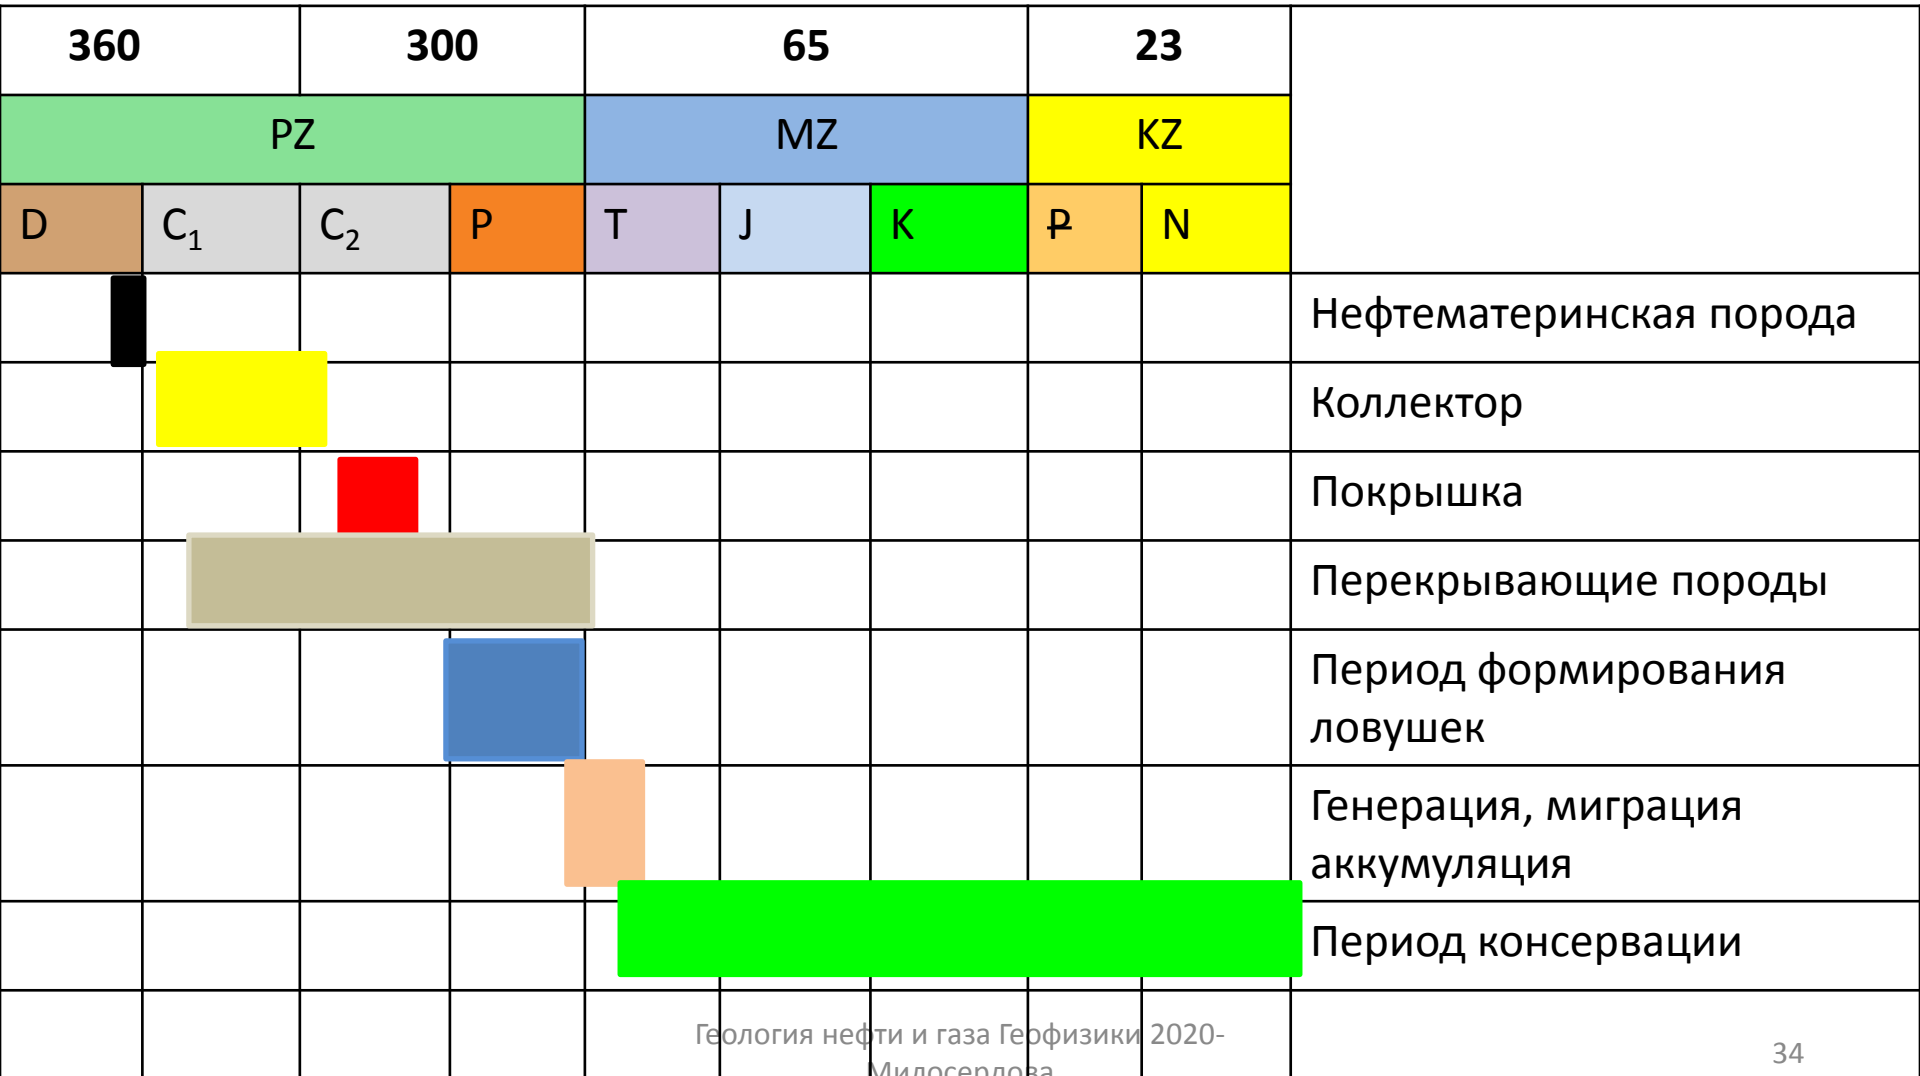 360 300 65 23
PZ MZ KZ
D C₁ C₂ P T J K Ᵽ N
Нефтематеринская порода
Коллектор
Покрышка
Перекрывающие породы
Период формирования
ловушек
Генерация, миграция
аккумуляция
Период консервации
Геология нефти и газа Геофизики 2020-
Милосердова
34